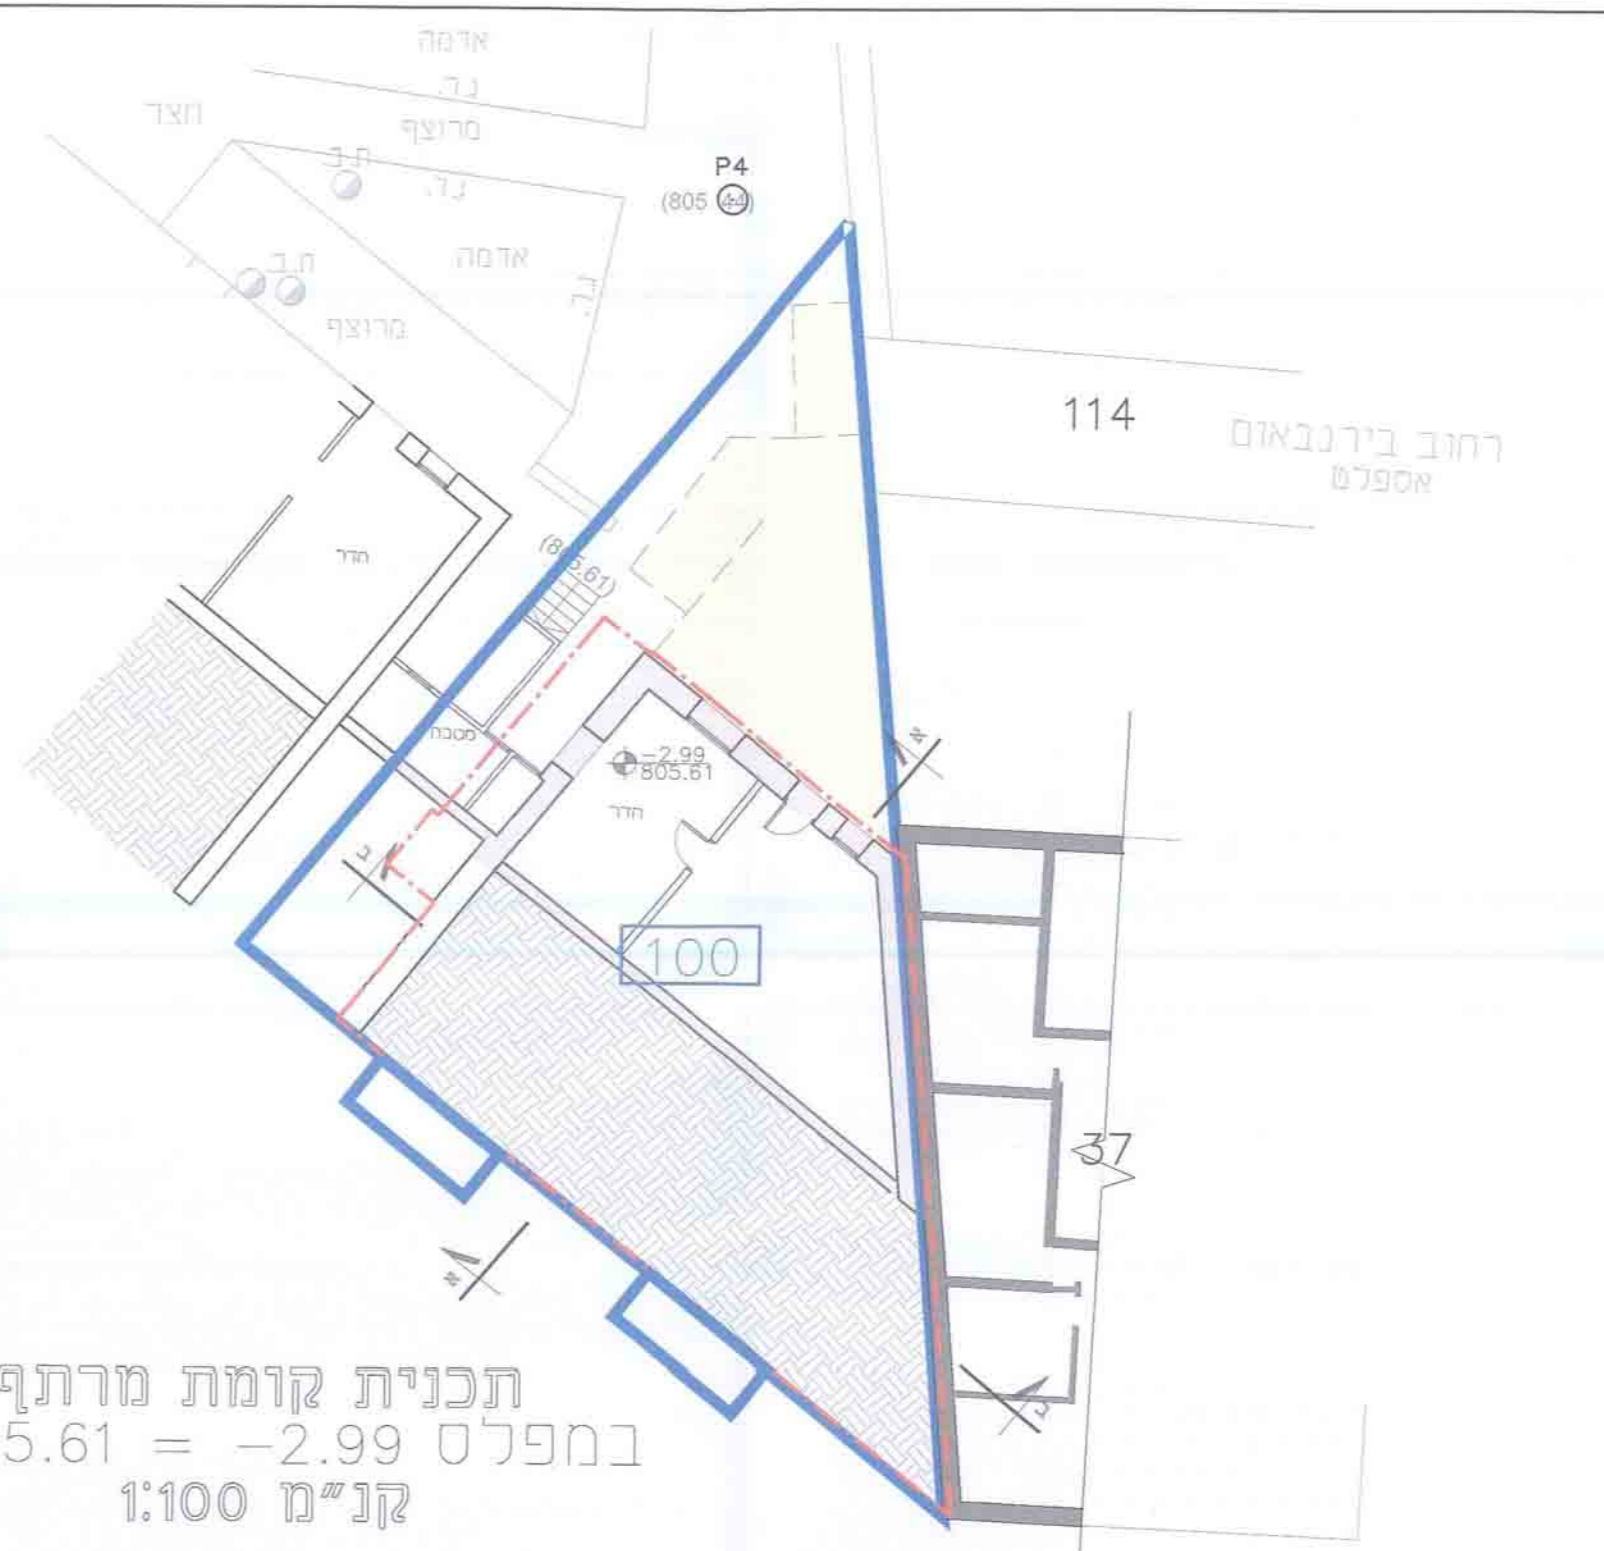 אדמה
ג.ר.
חצר
מרוצף
ת.ב
ג.ר.
P4
(805.44)
ת.ב
אדמה
ג.ר.
מרוצף
114
רחוב בירנבאום
אספלט
חדר
(805.61)
מטבח
-2.99
805.61
חדר
א
ב
100
37
א
ב
תכנית קומת מרתף
במפלס 2.99- = 5.61
קנ״מ 1:100